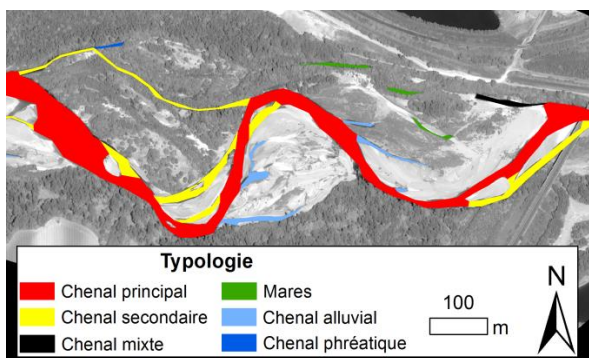 Typologie
N
Chenal principal
Mares
100
m
Chenal secondaire
Chenal alluvial
Chenal mixte
Chenal phréatique